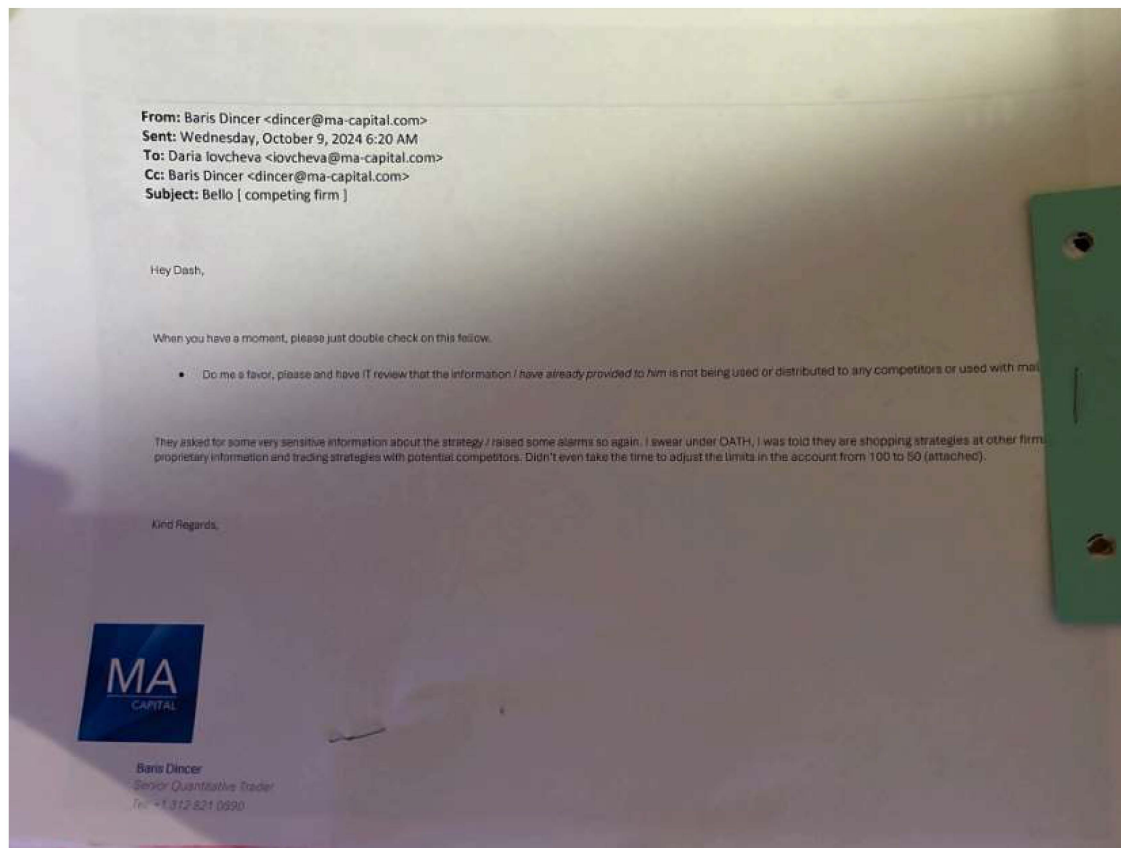 From: Baris Dincer <dincer@ma-capital.com>
Sent: Wednesday, October 9, 2024 6:20 AM
To: Daria Iovcheva <iovcheva@ma-capital.com>
Cc: Baris Dincer <dincer@ma-capital.com>
Subject: Bello [ competing firm ]
Hey Dash,
When you have a moment, please just double check on this fellow.
• Do me a favor, please and have IT review that the information I have already provided to him is not being used or distributed to any competitors or used with
They asked for some very sensitive information about the strategy / raised some alarms so again. I swear under OATH, I was told they are shopping strategies at other firm
proprietary information and trading strategies with potential competitors. Didn't even take the time to adjust the limits in the account from 100 to 50 (attached).
Kind Regards,
MA
CAPITAL
Baris Dincer
Senior Quantitative Trader
Tel: +1 312 821 0890